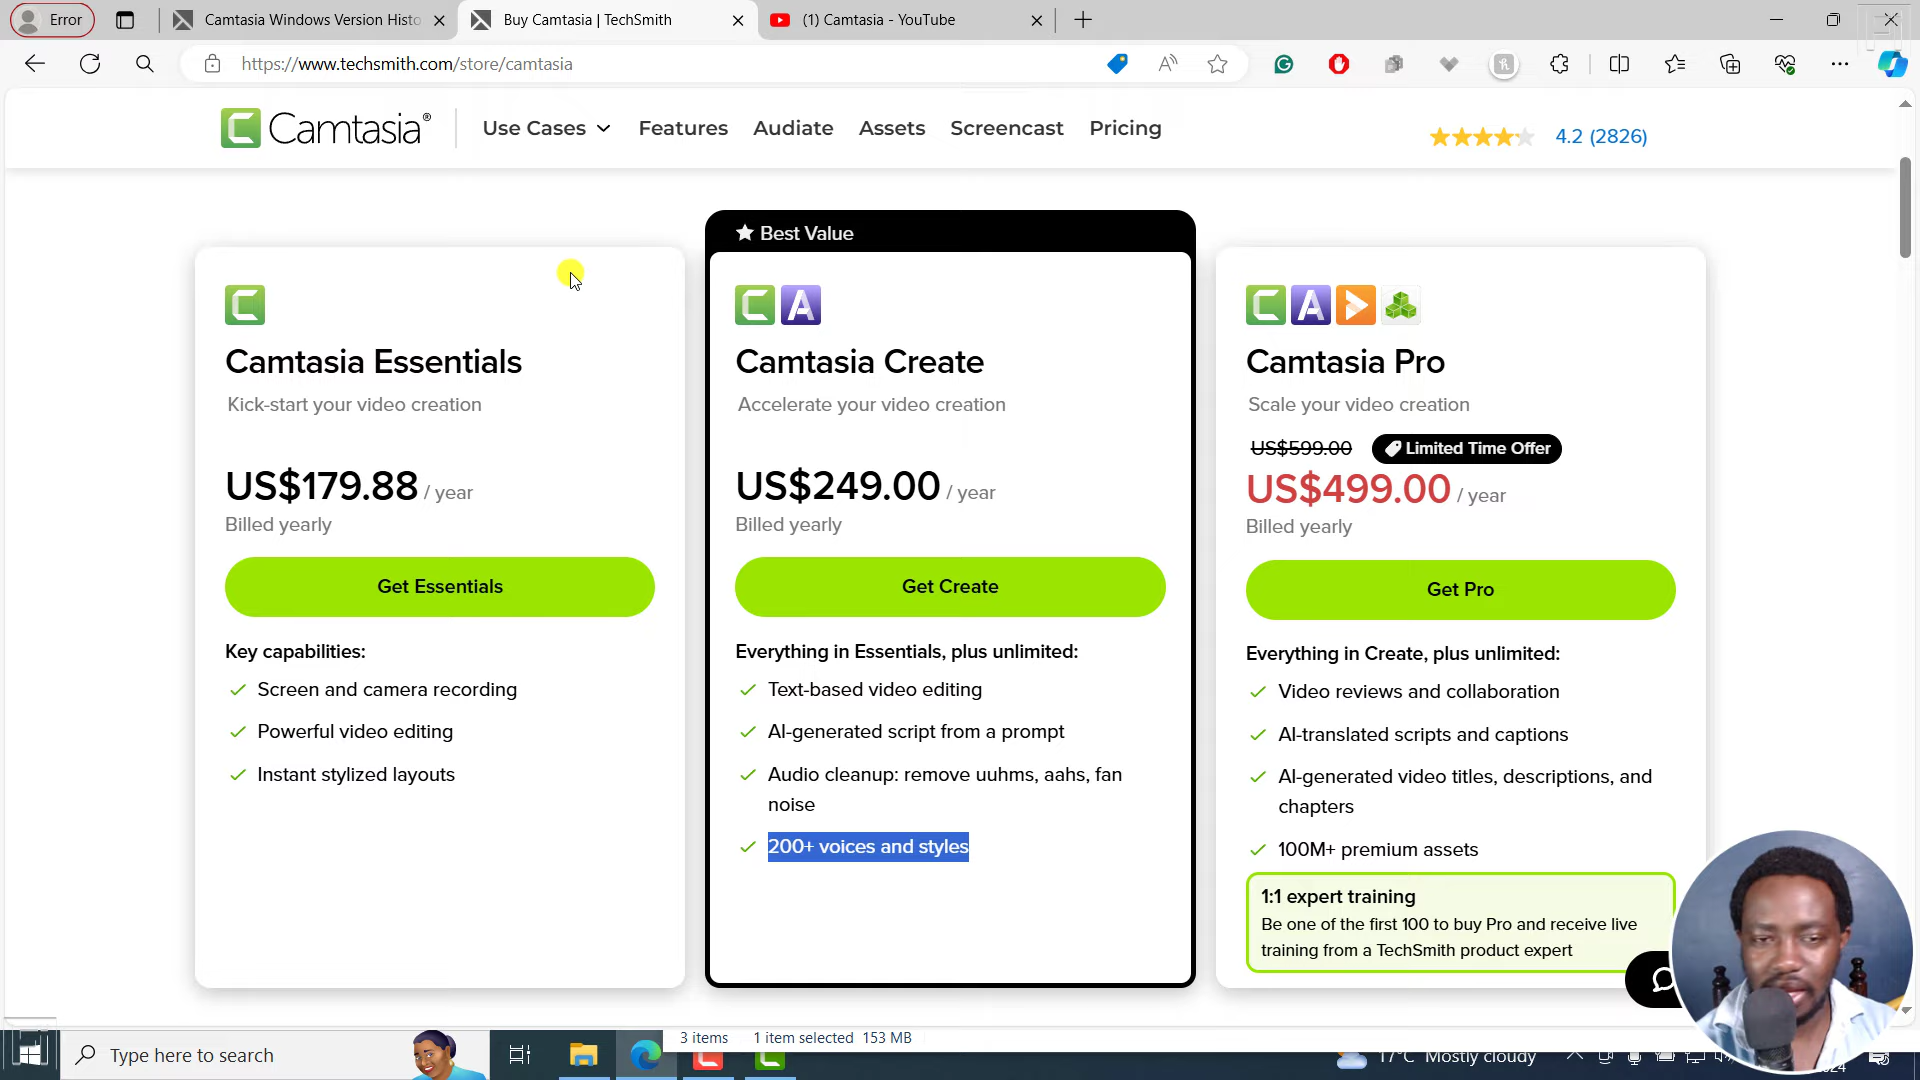 Error
Camtasia Windows Version Histo
Buy Camtasia | TechSmith
(1) Camtasia - YouTube
https://www.techsmith.com/store/camtasia
Camtasia®
Use Cases
Features
Audiate
Assets
Screencast
Pricing
4.2 (2826)
Best Value
Camtasia Essentials
Kick-start your video creation
US$179.88 / year
Billed yearly
Get Essentials
Key capabilities:
Screen and camera recording
Powerful video editing
Instant stylized layouts
Camtasia Create
Accelerate your video creation
US$249.00 / year
Billed yearly
Get Create
Everything in Essentials, plus unlimited:
Text-based video editing
AI-generated script from a prompt
Audio cleanup: remove uuhms, aahs, fan
noise
200+ voices and styles
Camtasia Pro
Scale your video creation
US$599.00
Limited Time Offer
US$499.00 / year
Billed yearly
Get Pro
Everything in Create, plus unlimited:
Video reviews and collaboration
AI-translated scripts and captions
AI-generated video titles, descriptions, and
chapters
100M+ premium assets
1:1 expert training
Be one of the first 100 to buy Pro and receive live
training from a TechSmith product expert
3 items 1 item selected 153 MB
Type here to search
17°C Mostly cloudy